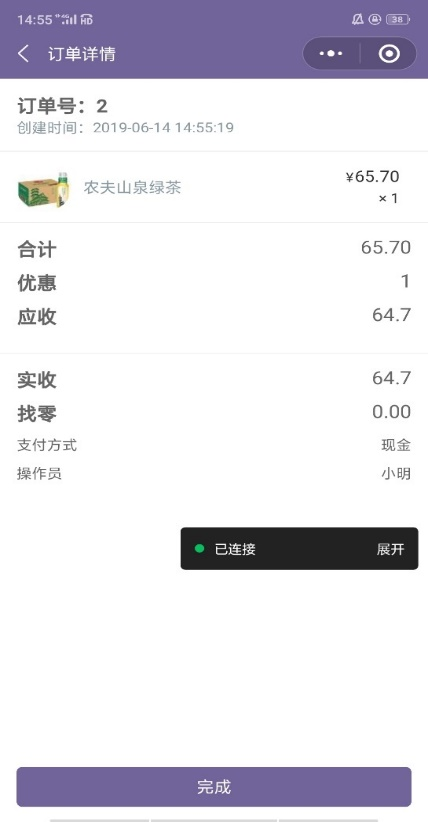 14:55
38
订单详情
订单号：2
创建时间：2019-06-14 14:55:19
农夫山泉绿茶
¥65.70
×1
合计 65.70
优惠 1
应收 64.7
实收 64.7
找零 0.00
支付方式 现金
操作员 小明
已连接 展开
完成